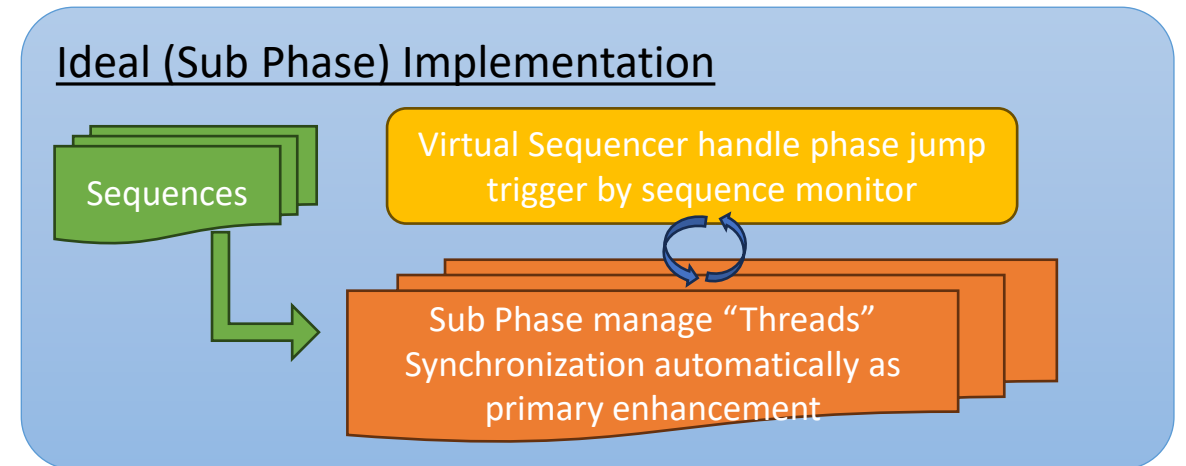 Ideal (Sub Phase) Implementation
Sequences
Virtual Sequencer handle phase jump
trigger by sequence monitor
Sub Phase manage “Threads”
Synchronization automatically as
primary enhancement